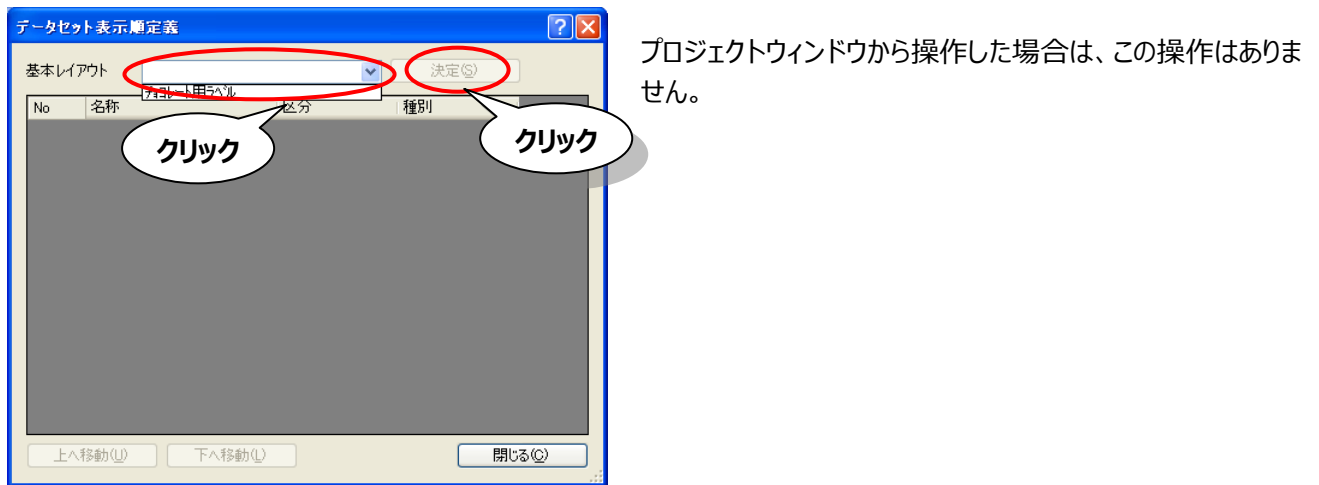 データセット表示順定義
基本レイアウト
決定(S)
チョコレート用ラベル
No 名称 区分 種別
クリック
クリック
上へ移動(U) 下へ移動(L) 閉じる(C)
プロジェクトウィンドウから操作した場合は、この操作はありま
せん。